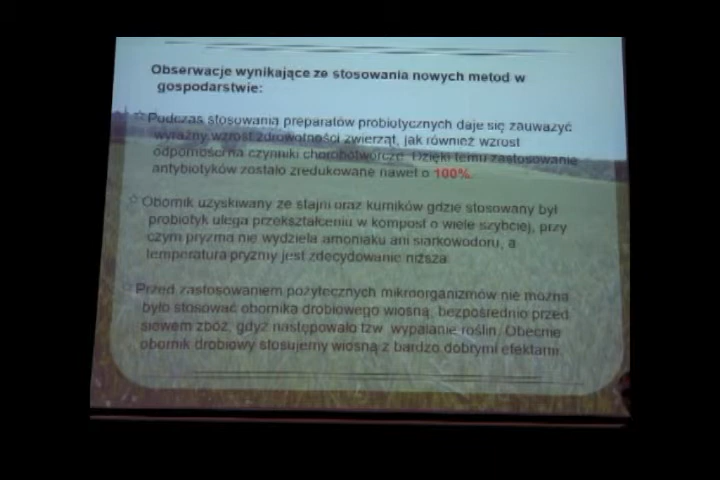 Obserwacje wynikające ze stosowania nowych metod w
gospodarstwie:
Podczas stosowania preparatów probiotycznych daje się zauważyć
wyraźny wzrost zdrowotności zwierząt, jak również wzrost
odporności na czynniki chorobotwórcze. Dzięki temu zastosowanie
antybiotyków zostało zredukowane nawet o 100%.
Obornik uzyskiwany ze stajni oraz kurników gdzie stosowany był
probiotyk ulega przekształceniu w kompost o wiele szybciej, przy
czym pryzma nie wydziela amoniaku ani siarkowodoru, a
temperatura pryzmy jest zdecydowanie niższa
Przed zastosowaniem pożytecznych mikroorganizmów nie można
było stosować obornika drobiowego wiosną, bezpośrednio przed
siewem zbóż, gdyż następowało tzw. wypalanie roślin. Obecnie
obornik drobiowy stosujemy wiosną z bardzo dobrymi efektami.